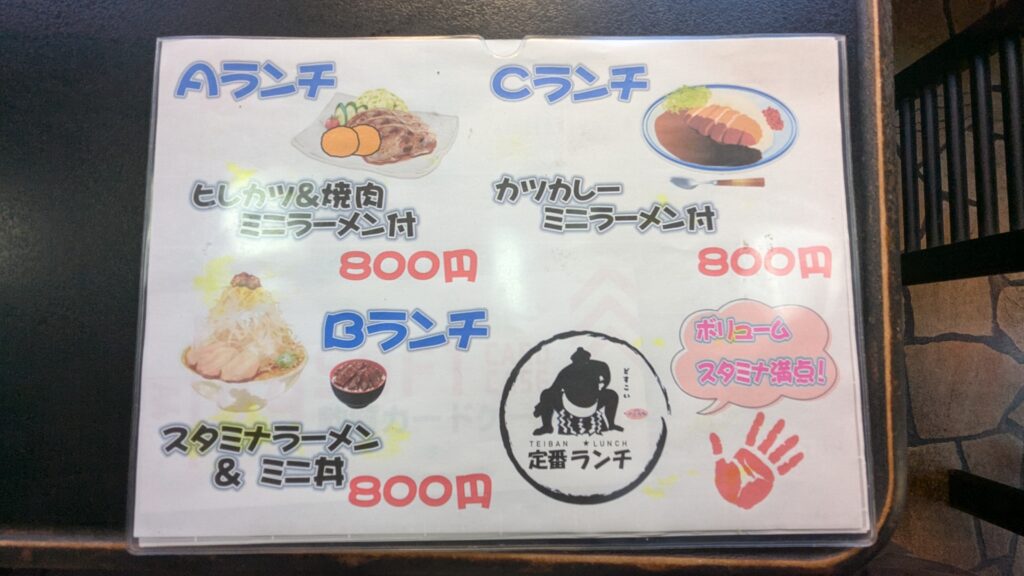 Aランチ
ヒレカツ&焼肉
ミニラーメン付
800円
Cランチ
カツカレー
ミニラーメン付
800円
Bランチ
スタミナラーメン
& ミニ丼
800円
どすこい
TEIBAN ★ LUNCH
定番ランチ
ボリューム
スタミナ満点!